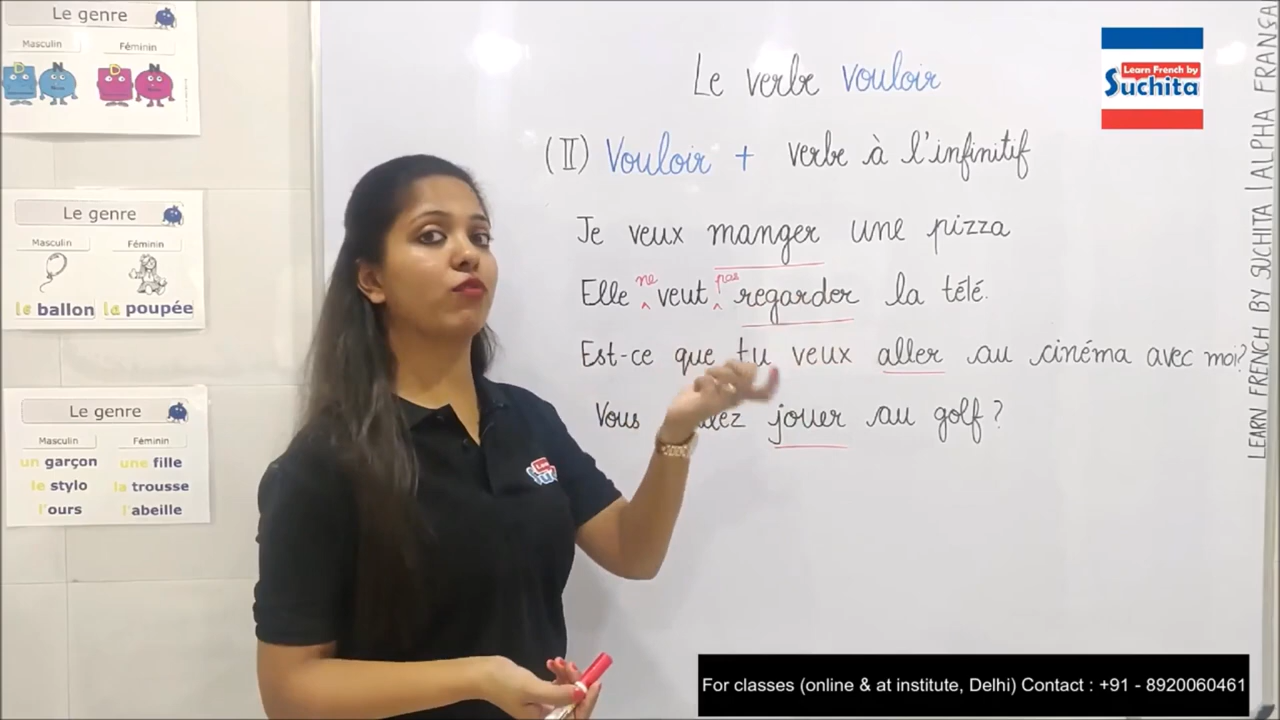 Le genre
Masculin Féminin
D N D N
Le genre
Masculin Féminin
le ballon la poupée
Le genre
Masculin Féminin
un garçon une fille
le stylo la trousse
l'ours l'abeille
Le verbe vouloir
(II) Vouloir + verbe à l'infinitif
Je veux manger une pizza
ne pas
Elle ^ veut ^ regarder la télé.
Est-ce que tu veux aller au cinéma avec moi?
Vous jouer au golf ?
Learn French by
Suchita
LEARN FRENCH BY SUCHITA | ALPHA FRANÇA
For classes (online & at institute, Delhi) Contact : +91 - 8920060461